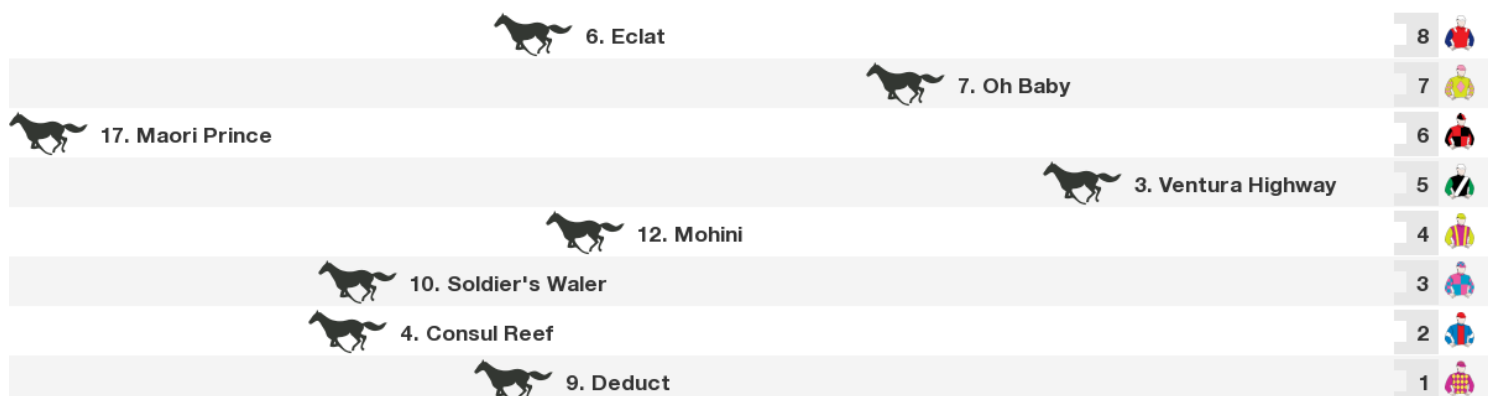 6. Eclat 8
7. Oh Baby 7
17. Maori Prince 6
3. Ventura Highway 5
12. Mohini 4
10. Soldier's Waler 3
4. Consul Reef 2
9. Deduct 1